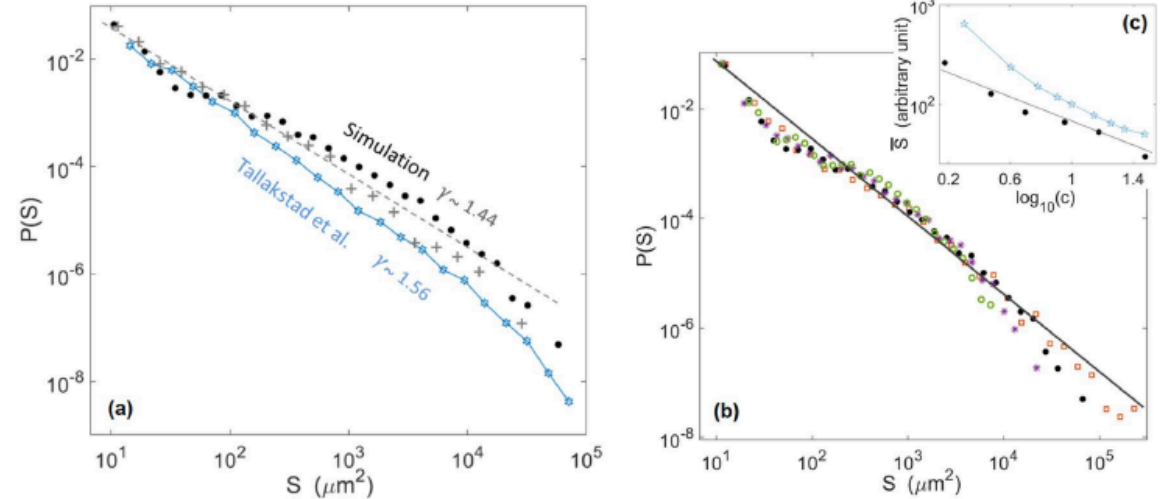 10^-2
10^-4
10^-6
10^-8
P(S)
Simulation
γ ~ 1.44
Tallakstad et al.
γ ~ 1.56
(a)
10^1
10^2
10^3
10^4
10^5
S (μm²)
10^-2
10^-4
10^-6
10^-8
P(S)
(b)
10^1
10^2
10^3
10^4
10^5
S (μm²)
10^3
10^2
S̅ (arbitrary unit)
(c)
0.2
0.6
1
1.4
log₁₀(c)